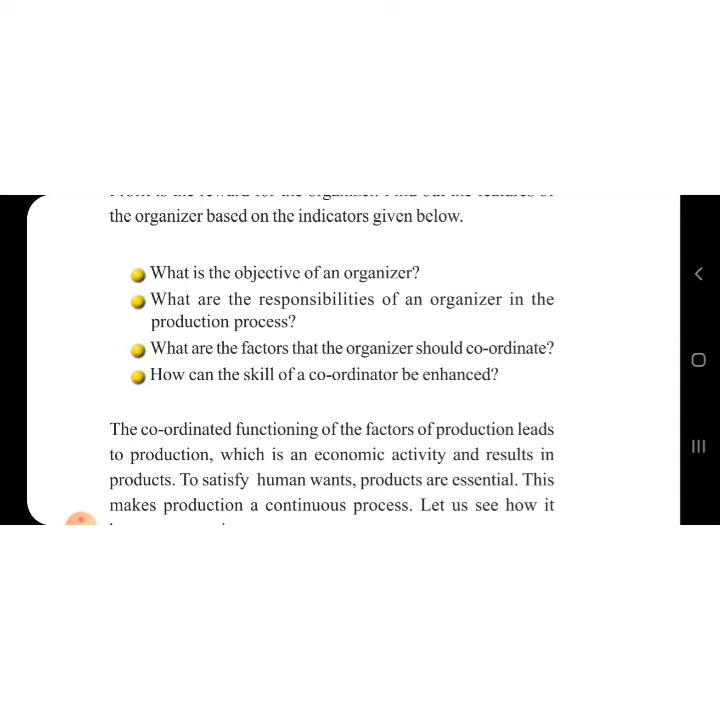 the organizer based on the indicators given below.
What is the objective of an organizer?
What are the responsibilities of an organizer in the
production process?
What are the factors that the organizer should co-ordinate?
How can the skill of a co-ordinator be enhanced?
The co-ordinated functioning of the factors of production leads
to production, which is an economic activity and results in
products. To satisfy human wants, products are essential. This
makes production a continuous process. Let us see how it